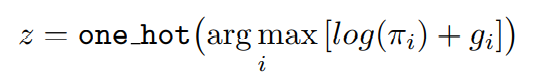 z = one_hot(arg max_i [log(π_i) + g_i])